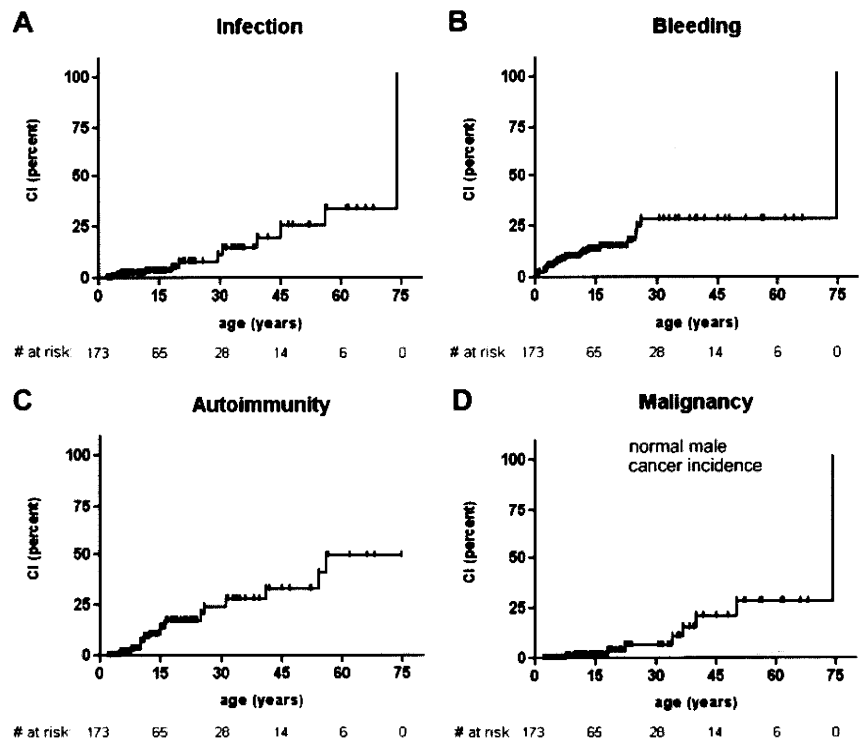 A Infection
CI (percent)
100
75
50
25
0
0 15 30 45 60 75
age (years)
# at risk: 173 65 28 14 6 0
B Bleeding
CI (percent)
100
75
50
25
0
0 15 30 45 60 75
age (years)
# at risk: 173 65 28 14 6 0
C Autoimmunity
CI (percent)
100
75
50
25
0
0 15 30 45 60 75
age (years)
# at risk: 173 65 28 14 6 0
D Malignancy
normal male
cancer incidence
CI (percent)
100
75
50
25
0
0 15 30 45 60 75
age (years)
# at risk: 173 65 28 14 6 0